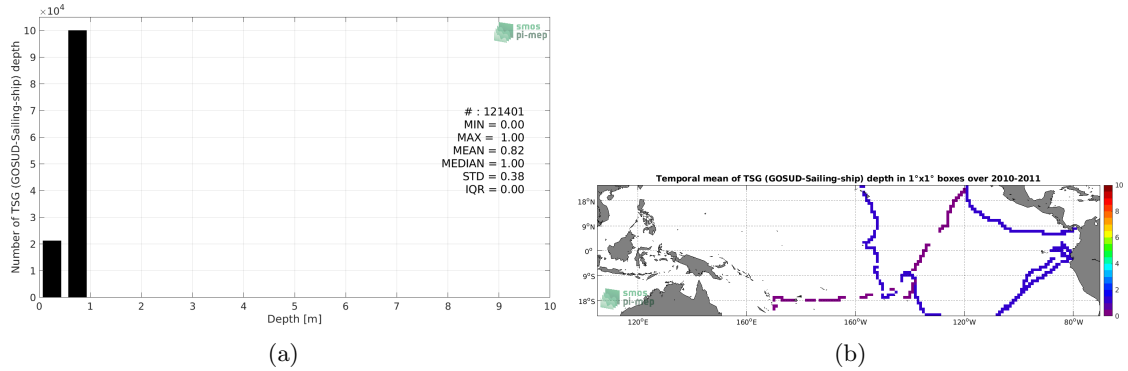 ×10⁴
10
9
8
7
6
5
4
3
2
1
0
Number of TSG (GOSUD-Sailing-ship) depth
smos
pi-mep
# : 121401
MIN = 0.00
MAX = 1.00
MEAN = 0.82
MEDIAN = 1.00
STD = 0.38
IQR = 0.00
0 1 2 3 4 5 6 7 8 9 10
Depth [m]
(a)
Temporal mean of TSG (GOSUD-Sailing-ship) depth in 1°x1° boxes over 2010-2011
18°N
9°N
0°
9°S
18°S
smos
pi-mep
120°E 160°E 160°W 120°W 80°W
10
8
6
4
2
0
(b)